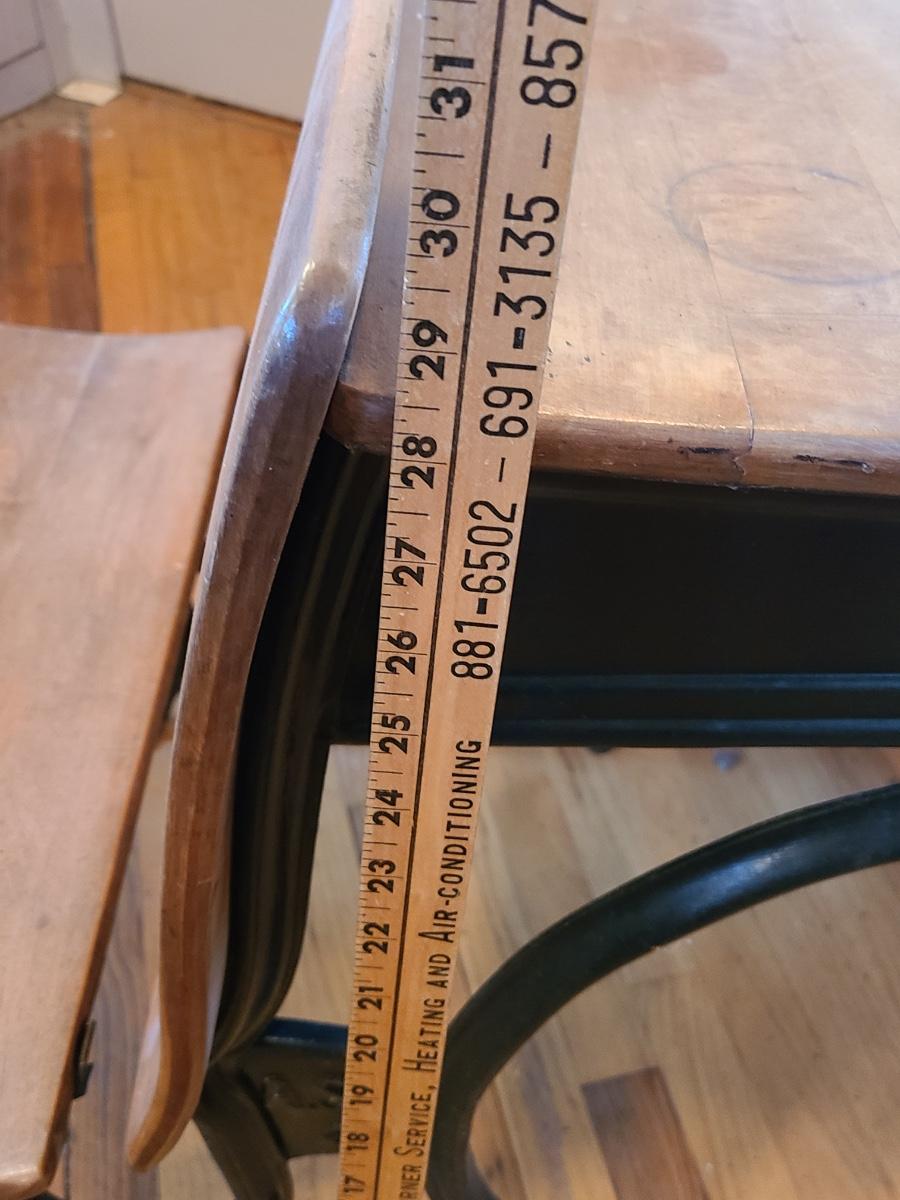 17 18 19 20 21 22 23 24 25 26 27 28 29 30 31
SERVICE, HEATING AND AIR-CONDITIONING 881-6502 - 691-3135 - 857